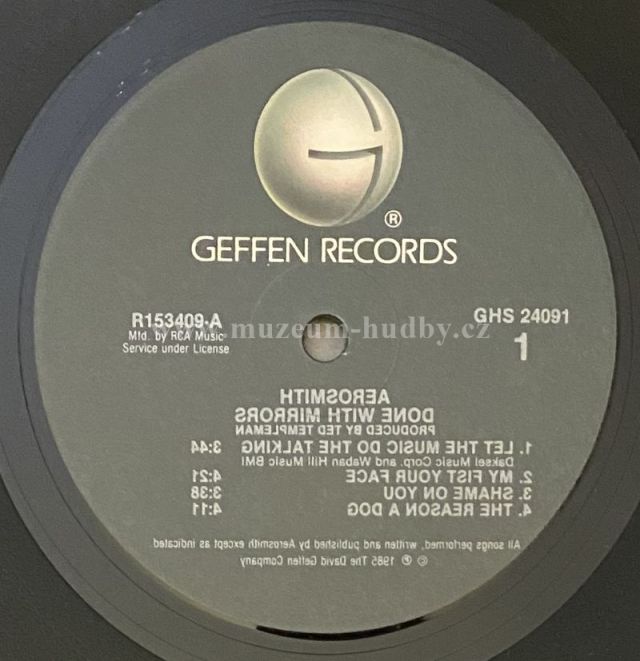 ®
GEFFEN RECORDS
R153409-A
Mfd. by RCA Music
Service under License
GHS 24091
1
www.muzeum-hudby.cz
AEROSMITH
DONE WITH MIRRORS
PRODUCED BY TED TEMPLEMAN
1. LET THE MUSIC DO THE TALKING 3:44
Daksel Music Corp. and Waban Hill Music BMI
2. MY FIST YOUR FACE 4:21
3. SHAME ON YOU 3:38
4. THE REASON A DOG 4:11
All songs performed, written and published by Aerosmith except as indicated.
© ℗ 1985 The David Geffen Company